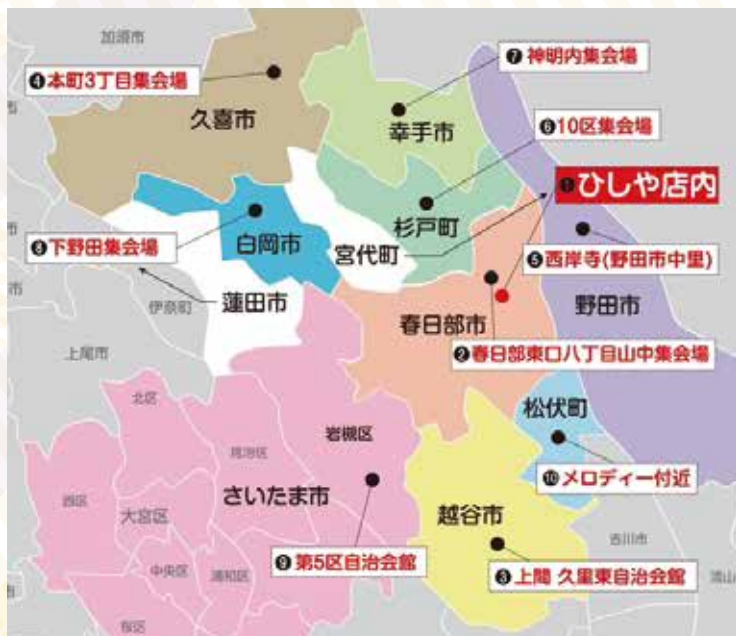 加須市
❼神明内集会場
❹本町3丁目集会場
久喜市
幸手市
❻10区集会場
❶ひしや店内
杉戸町
白岡市
宮代町
❽下野田集会場
❺西岸寺(野田市中里)
蓮田市
伊奈町
野田市
春日部市
上尾市
❷春日部東口八丁目山中集会場
北区
松伏町
岩槻区
見沼区
西区
さいたま市
❿メロディー付近
大宮区
越谷市
吉川市
❾第5区自治会館
中央区
浦和区
❸上間 久里東自治会館
流山
桜区